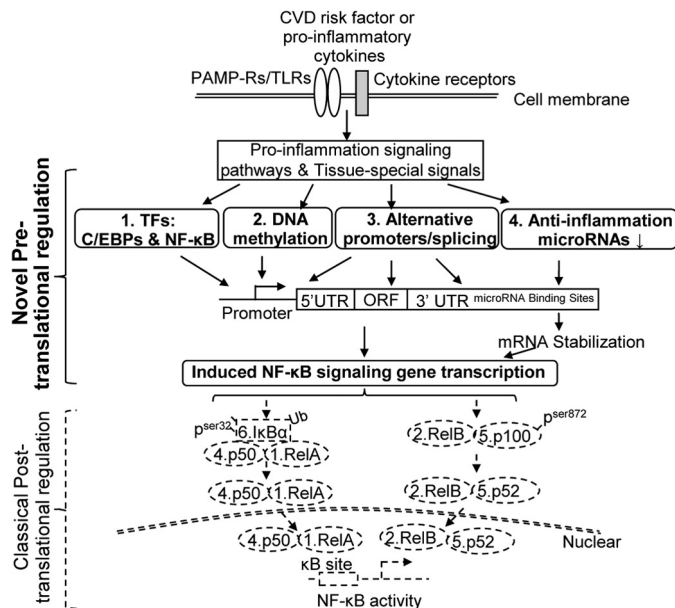 CVD risk factor or
pro-inflammatory
cytokines
PAMP-Rs/TLRs
Cytokine receptors
Cell membrane
Pro-inflammation signaling
pathways & Tissue-special signals
Novel Pre-
translational regulation
1. TFs:
C/EBPs & NF-κB
2. DNA
methylation
3. Alternative
promoters/splicing
4. Anti-inflammation
microRNAs ↓
Promoter
5'UTR
ORF
3' UTR
microRNA Binding Sites
mRNA Stabilization
Induced NF-κB signaling gene transcription
Classical Post-
translational regulation
pser32
6.IκBα
Ub
4.p50
1.RelA
2.RelB
5.p100
pser872
4.p50
1.RelA
2.RelB
5.p52
4.p50
1.RelA
2.RelB
5.p52
Nuclear
κB site
NF-κB activity